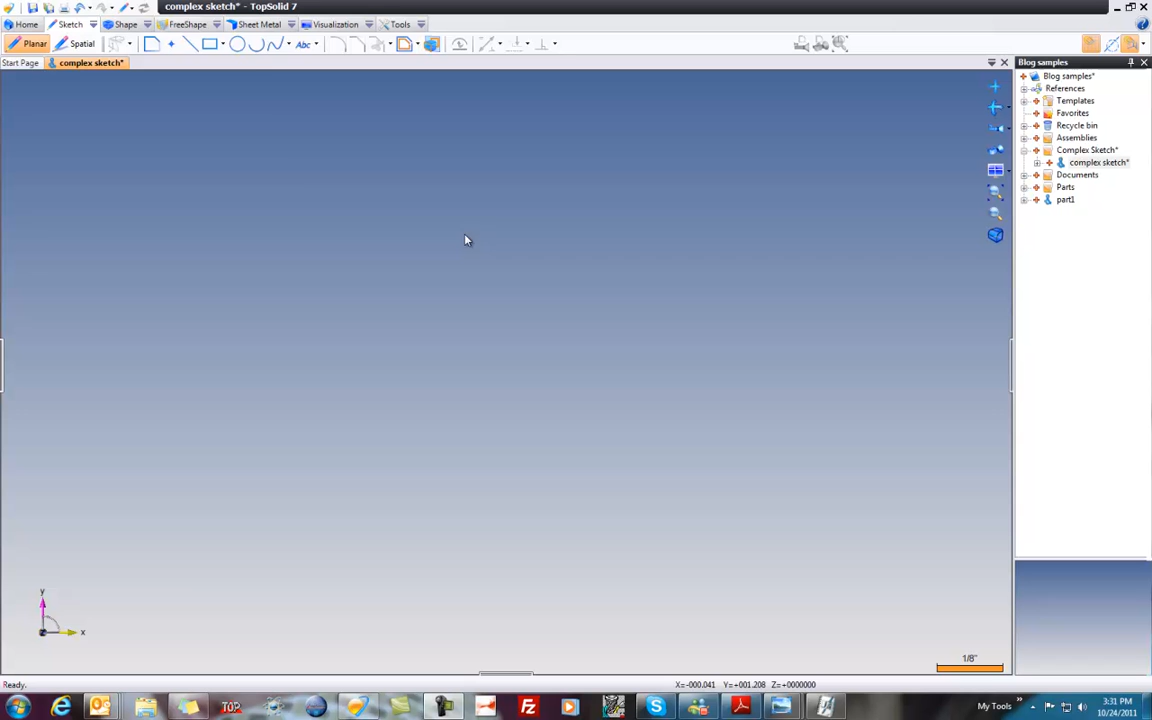 complex sketch* - TopSolid 7
Home
Sketch
Shape
FreeShape
Sheet Metal
Visualization
Tools
Planar
Spatial
Abc
Start Page
complex sketch*
Blog samples*
Blog samples*
References
Templates
Favorites
Recycle bin
Assemblies
Complex Sketch*
complex sketch*
Documents
Parts
part1
y
x
1/8"
Ready.
X=-000.041 Y=+001.208 Z=+0000000
TOP
My Tools
3:31 PM
10/24/2011